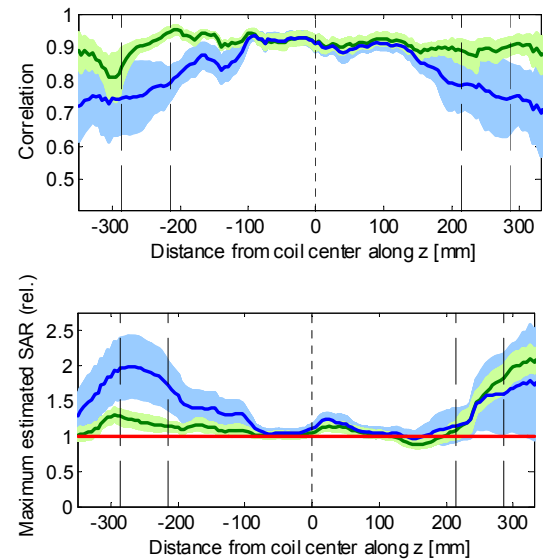 1
0.9
0.8
0.7
0.6
0.5
Correlation
-300 -200 -100 0 100 200 300
Distance from coil center along z [mm]
2.5
2
1.5
1
0.5
0
Maximum estimated SAR (rel.)
-300 -200 -100 0 100 200 300
Distance from coil center along z [mm]